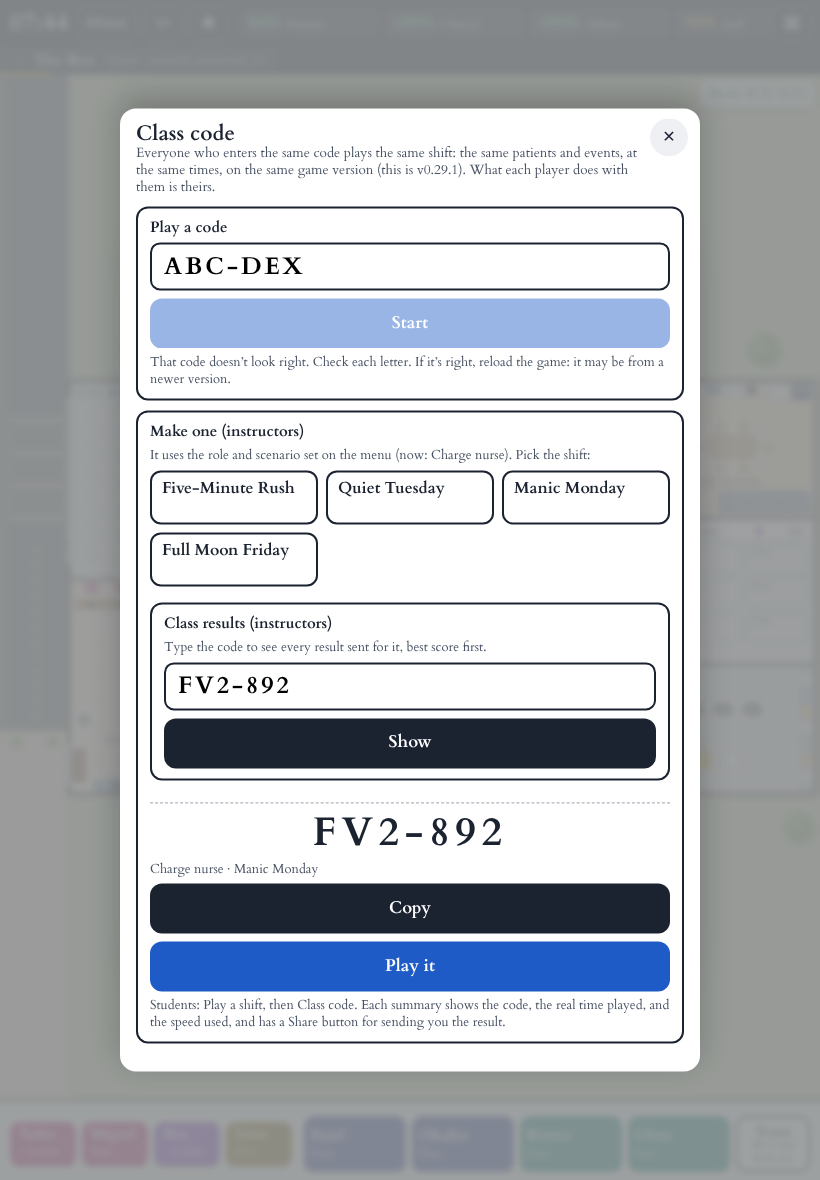 Class code
×
Everyone who enters the same code plays the same shift: the same patients and events, at
the same times, on the same game version (this is v0.29.1). What each player does with
them is theirs.
Play a code
ABC-DEX
Start
That code doesn't look right. Check each letter. If it's right, reload the game: it may be from a
newer version.
Make one (instructors)
It uses the role and scenario set on the menu (now: Charge nurse). Pick the shift:
Five-Minute Rush
Quiet Tuesday
Manic Monday
Full Moon Friday
Class results (instructors)
Type the code to see every result sent for it, best score first.
FV2-892
Show
FV2-892
Charge nurse · Manic Monday
Copy
Play it
Students: Play a shift, then Class code. Each summary shows the code, the real time played, and
the speed used, and has a Share button for sending you the result.